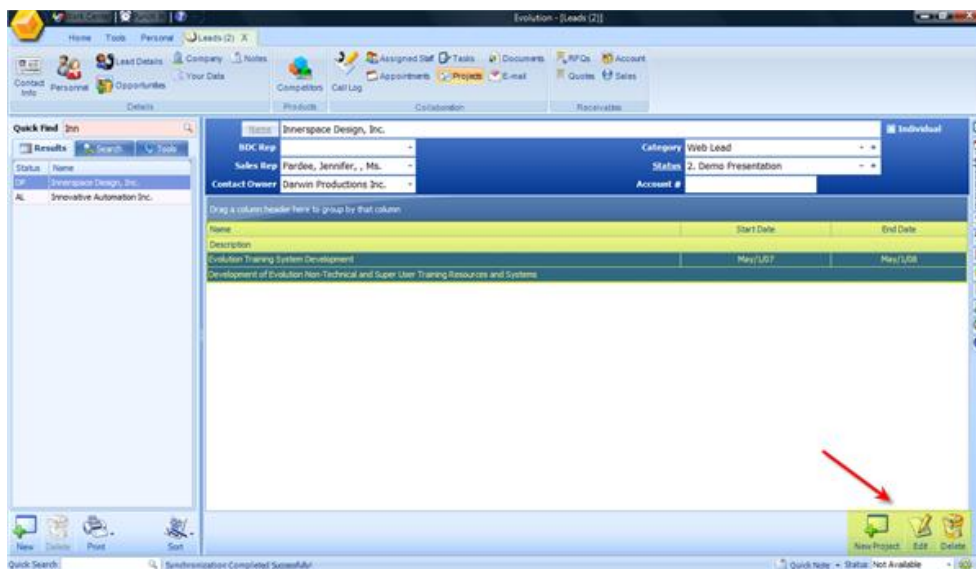 Evolution - [Leads (2)]
Home Tools Personal Leads (2) X
Lead Details Company Notes Assigned Staff Tasks Documents RFQs Account
Contact Info Personnel Opportunities Your Data Competitors Call Log Appointments Projects E-mail Quotes Sales
Details Products Collaboration Receivables
Quick Find Inn
Results Search Tools
Status Name
DP Innerspace Design, Inc.
AL Innovative Automation Inc.
Name Innerspace Design, Inc. Individual
BDC Rep Category Web Lead
Sales Rep Pardee, Jennifer, , Ms. Status 2. Demo Presentation
Contact Owner Darwin Productions Inc. Account #
Drag a column header here to group by that column
Name Start Date End Date
Description
Evolution Training System Development May/1/07 May/1/08
Development of Evolution Non-Technical and Super User Training Resources and Systems
New Delete Print Sort
New Project Edit Delete
Quick Search Synchronization Completed Successfully! Quick Note Status: Not Available